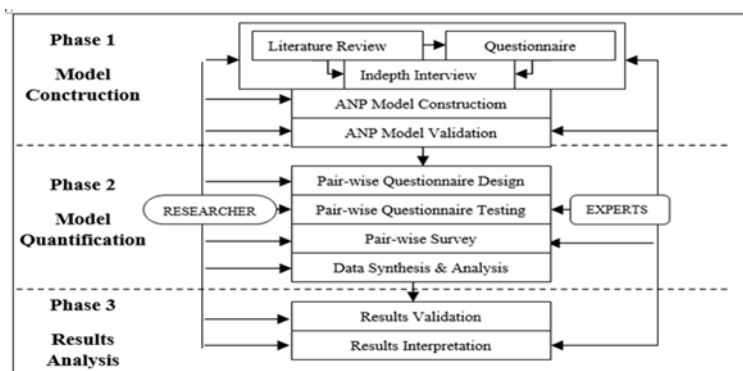 Phase 1
Model
Conctruction
Literature Review
Questionnaire
Indepth Interview
ANP Model Constructiom
ANP Model Validation
Phase 2
Model
Quantification
Pair-wise Questionnaire Design
RESEARCHER
Pair-wise Questionnaire Testing
EXPERTS
Pair-wise Survey
Data Synthesis & Analysis
Phase 3
Results
Analysis
Results Validation
Results Interpretation